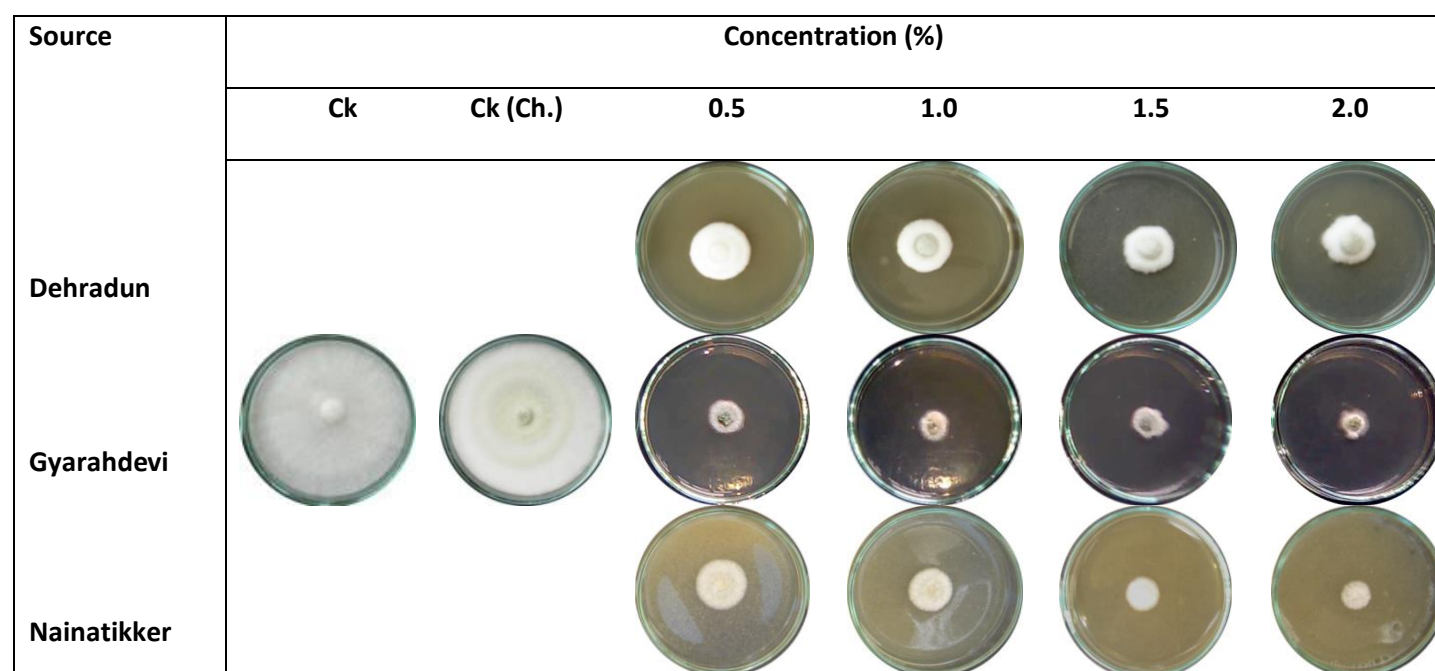 Source
Concentration (%)
Ck Ck (Ch.) 0.5 1.0 1.5 2.0
Dehradun
Gyarahdevi
Nainatikker